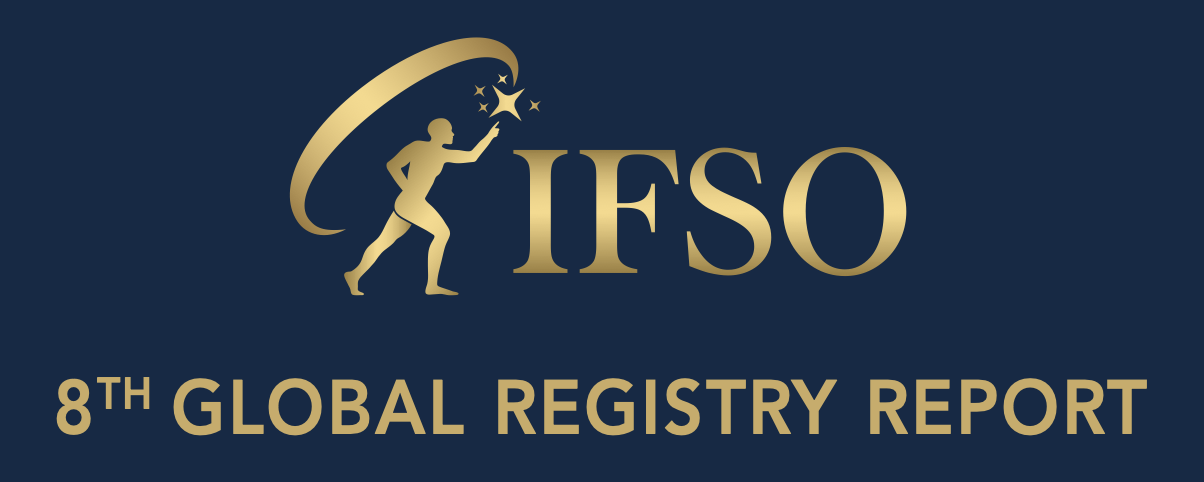 IFSO
8TH GLOBAL REGISTRY REPORT